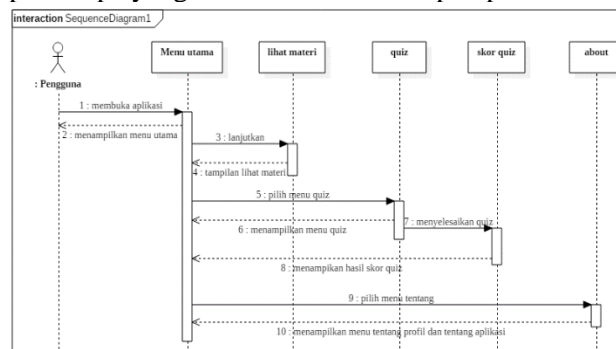 interaction SequenceDiagram1
Menu utama
lihat materi
quiz
skor quiz
about
: Pengguna
1 : membuka aplikasi
2 : menampilkan menu utama
3 : lanjutkan
4 : tampilan lihat materi
5 : pilih menu quiz
6 : menampilkan menu quiz
7 : menyelesaikan quiz
8 : menampikan hasil skor quiz
9 : pilih menu tentang
10 : menampilkan menu tentang profil dan tentang aplikasi